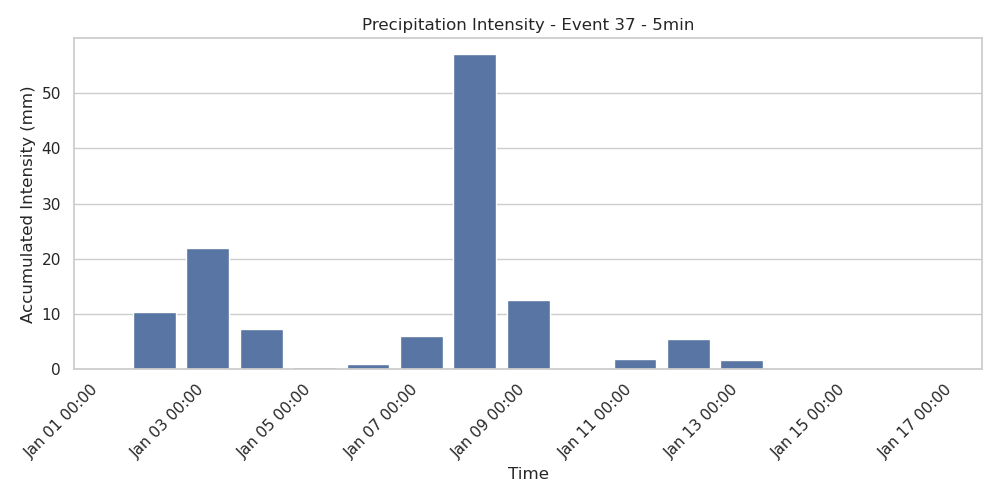 Precipitation Intensity - Event 37 - 5min
Accumulated Intensity (mm)
50
40
30
20
10
0
Jan 01 00:00
Jan 03 00:00
Jan 05 00:00
Jan 07 00:00
Jan 09 00:00
Jan 11 00:00
Jan 13 00:00
Jan 15 00:00
Jan 17 00:00
Time